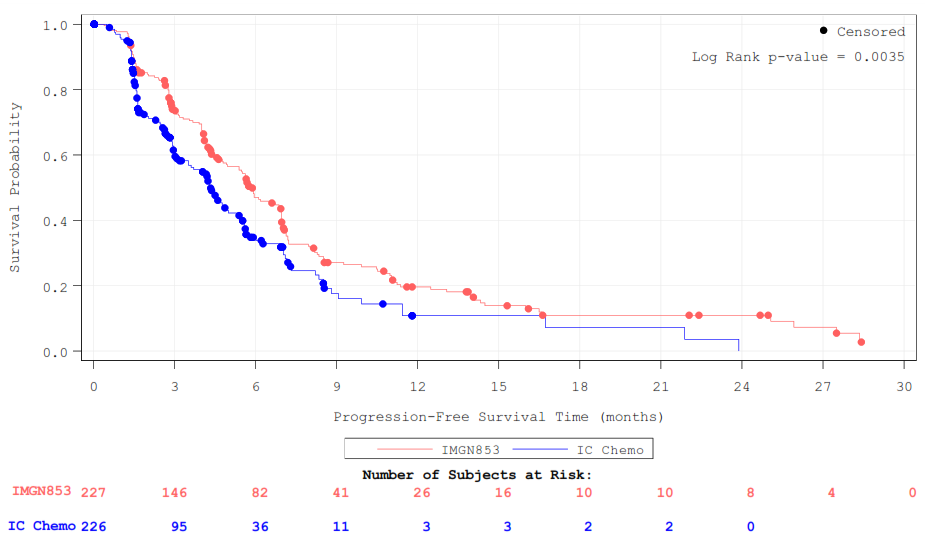 1.0
0.8
0.6
0.4
0.2
0.0
Survival Probability
Censored
Log Rank p-value = 0.0035
0 3 6 9 12 15 18 21 24 27 30
Progression-Free Survival Time (months)
IMGN853 IC Chemo
Number of Subjects at Risk:
IMGN853 227 146 82 41 26 16 10 10 8 4 0
IC Chemo 226 95 36 11 3 3 2 2 0